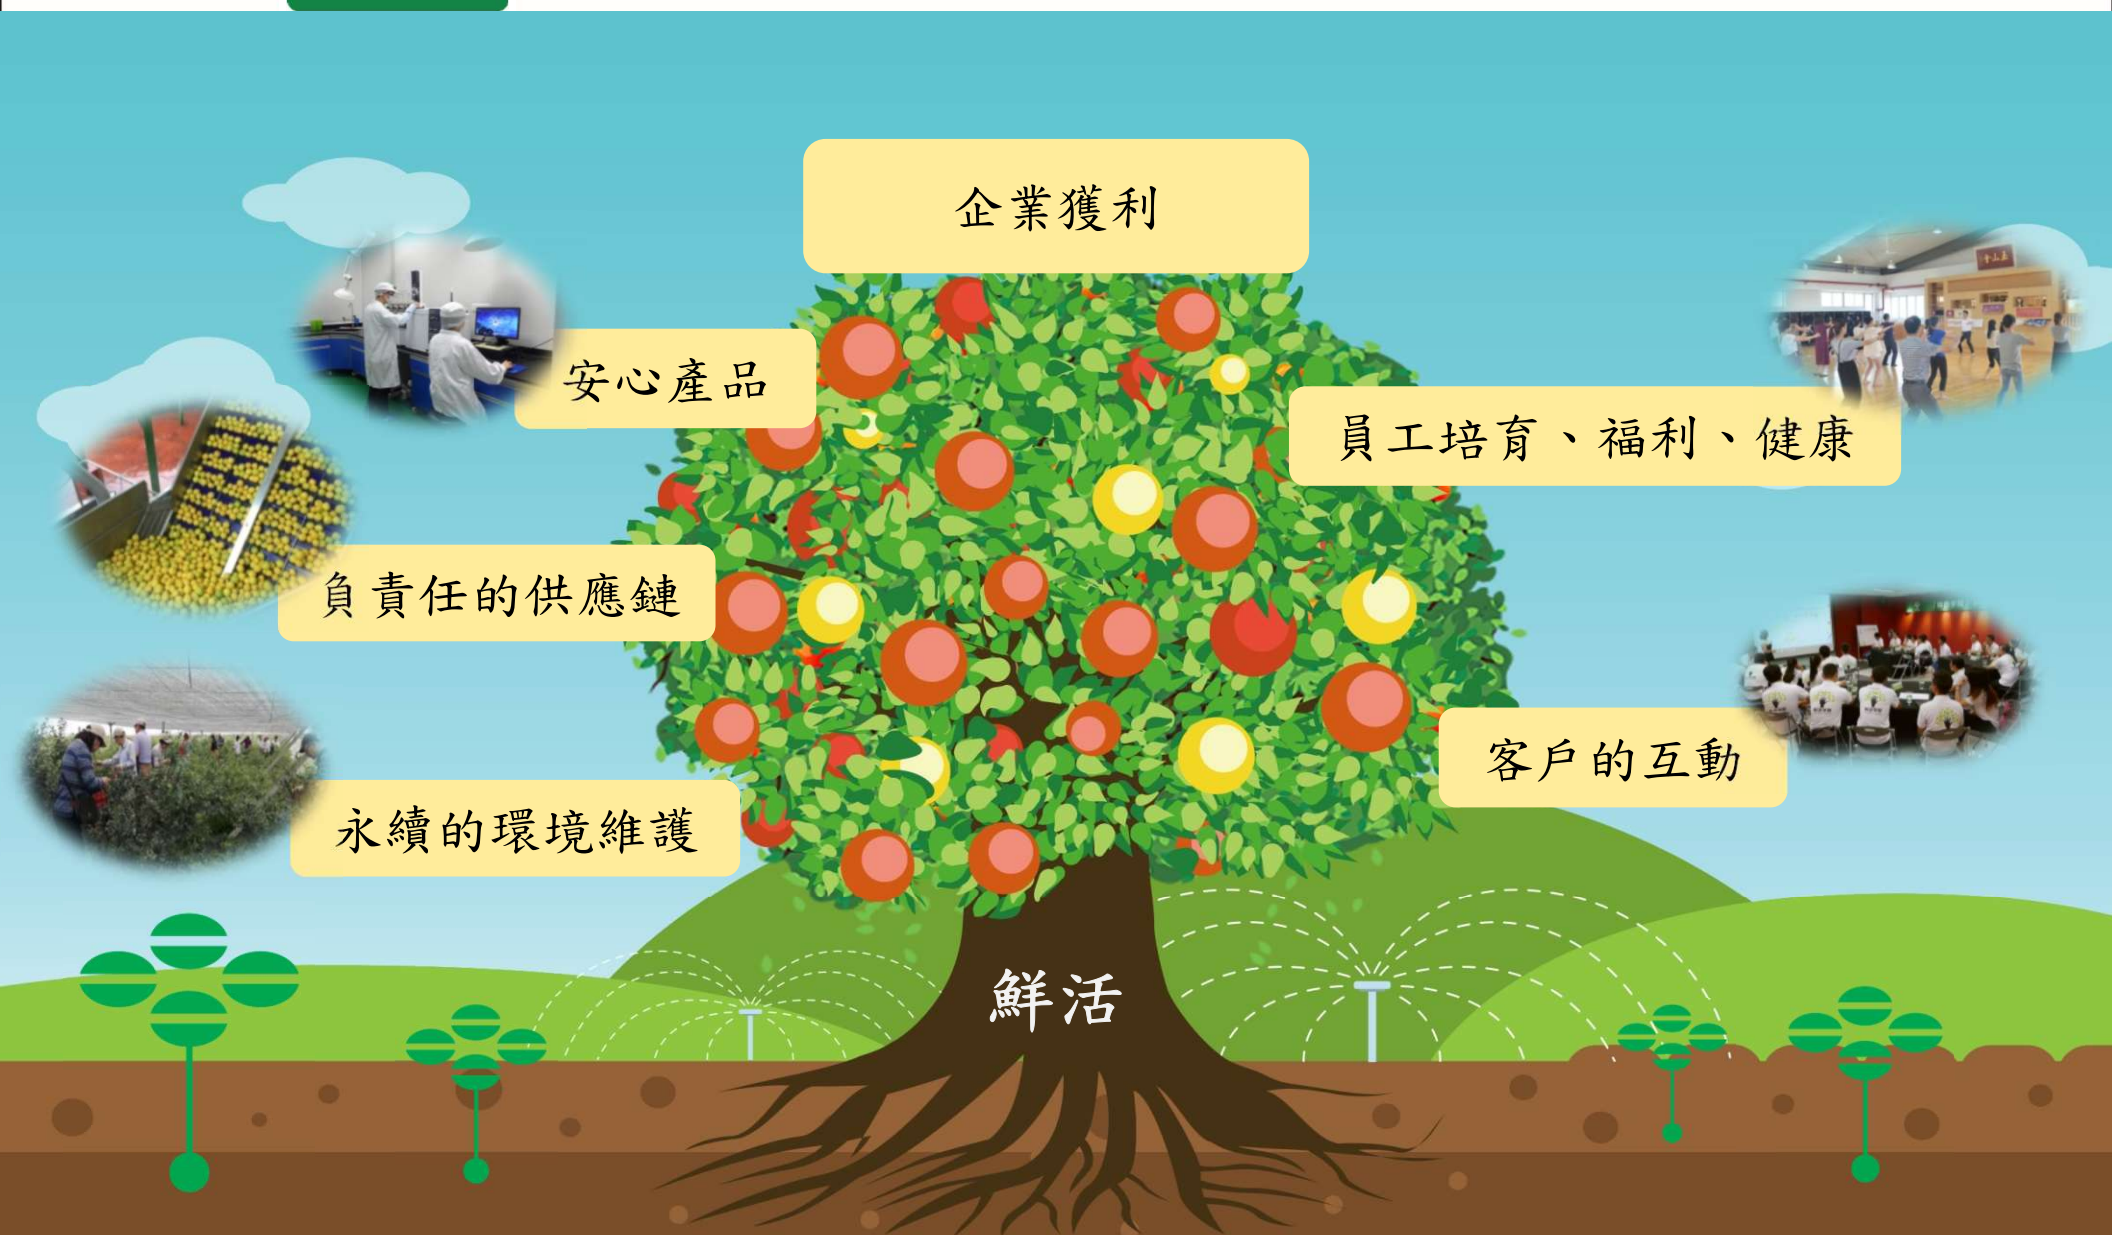 企業獲利
安心產品
員工培育、福利、健康
負責任的供應鏈
客戶的互動
永續的環境維護
鮮活